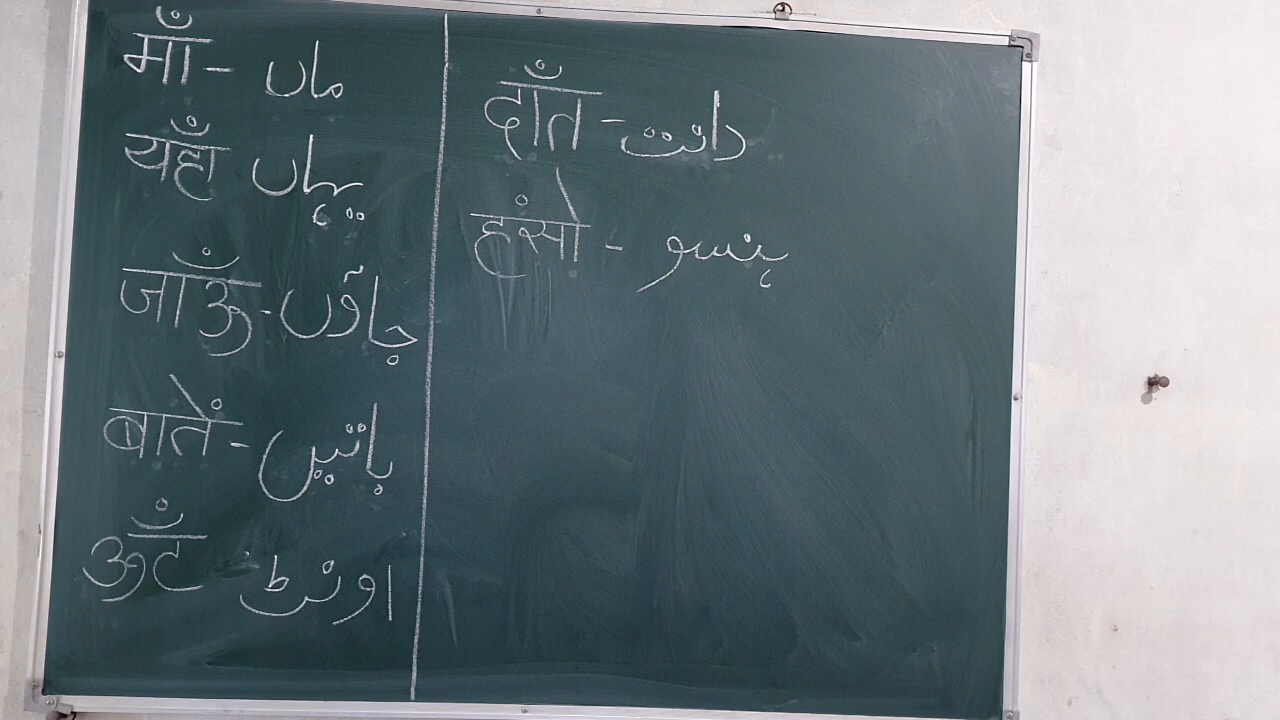 माँ - ماں
यहाँ یہاں
जाऊँ - جاؤں
बातें - باتیں
ऊँट - اونٹ
दाँत - دانت
हंसो - ہنسو